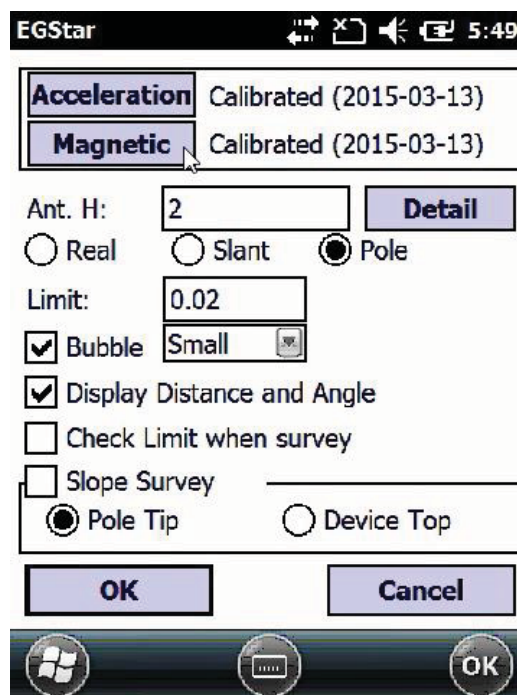 EGStar 5:49
Acceleration Calibrated (2015-03-13)
Magnetic Calibrated (2015-03-13)
Ant. H: 2 Detail
Real Slant Pole
Limit: 0.02
Bubble Small
Display Distance and Angle
Check Limit when survey
Slope Survey
Pole Tip Device Top
OK Cancel
OK